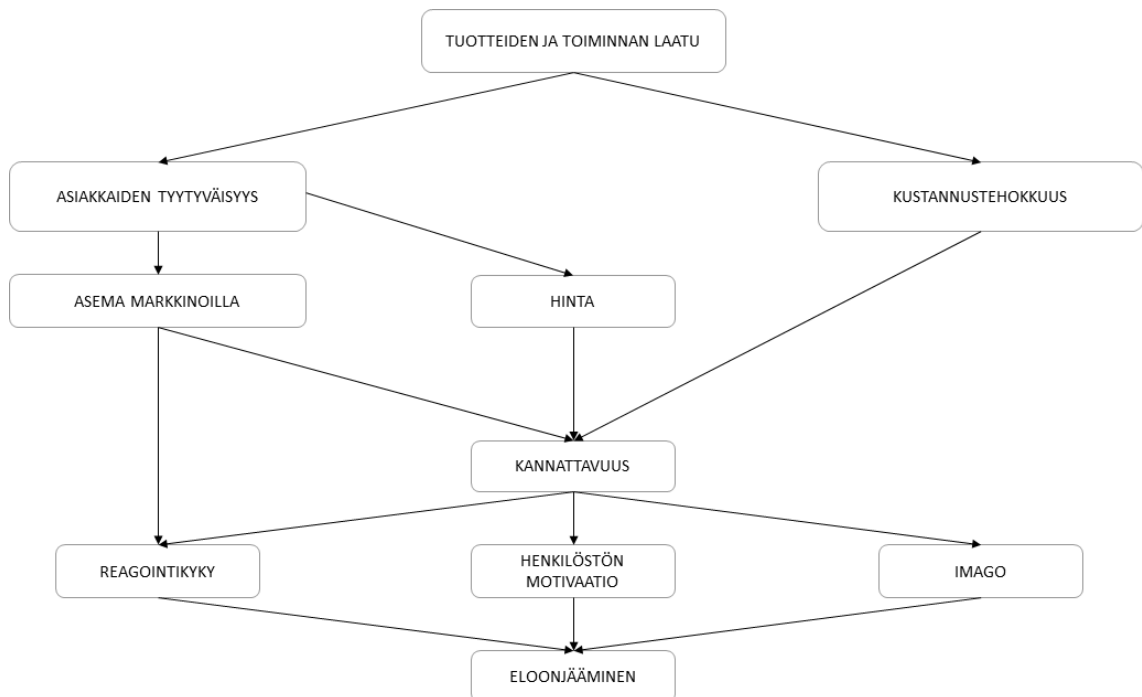 TUOTTEIDEN JA TOIMINNAN LAATU
ASIAKKAIDEN TYYTYVÄISYYS
KUSTANNUSTEHOKKUUS
ASEMA MARKKINOILLA
HINTA
KANNATTAVUUS
REAGOINTIKYKY
HENKILÖSTÖN
MOTIVAATIO
IMAGO
ELOONJÄÄMINEN